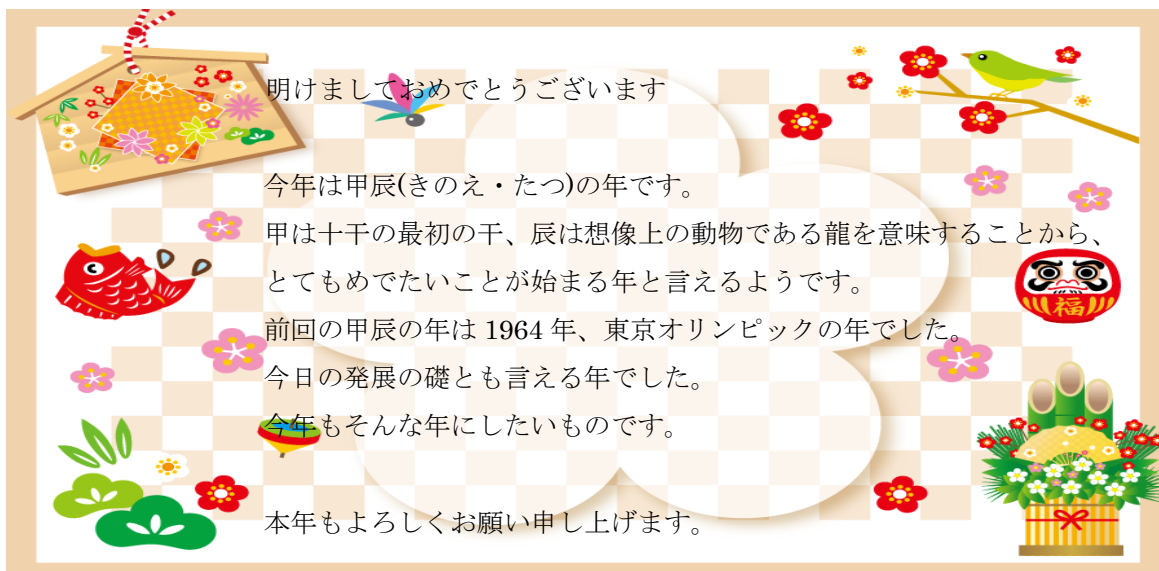 明けましておめでとうございます
今年は甲辰(きのえ・たつ)の年です。
甲は十干の最初の干、辰は想像上の動物である龍を意味することから、
とてもめでたいことが始まる年と言えるようです。
前回の甲辰の年は 1964 年、東京オリンピックの年でした。
今日の発展の礎とも言える年でした。
今年もそんな年にしたいものです。
本年もよろしくお願い申し上げます。
福